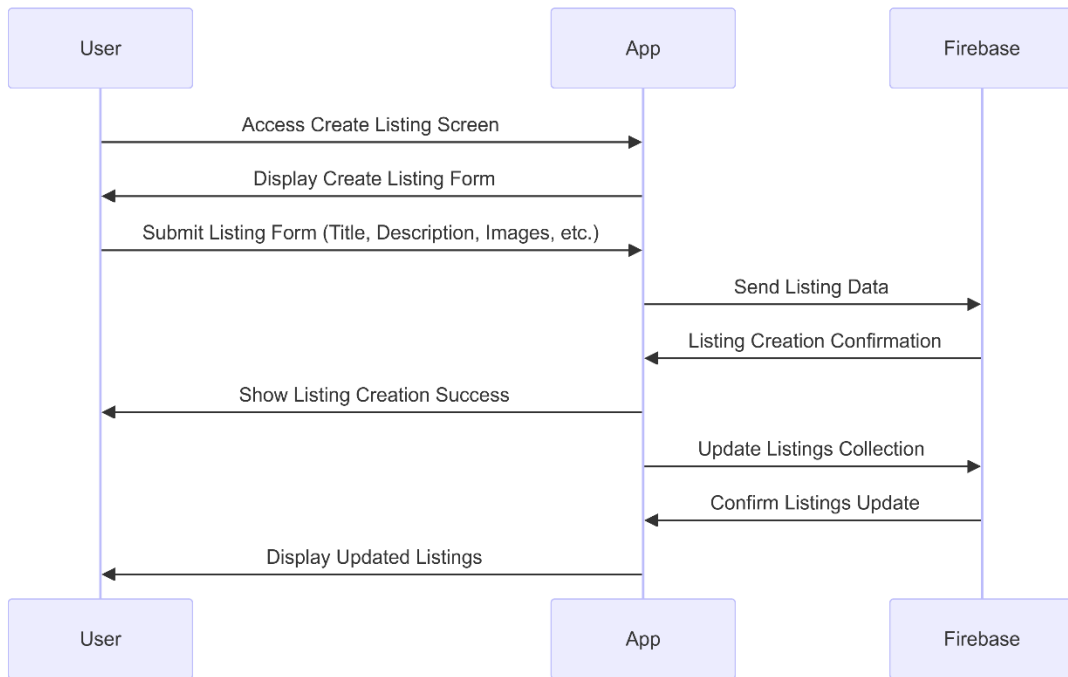 User
App
Firebase
Access Create Listing Screen
Display Create Listing Form
Submit Listing Form (Title, Description, Images, etc.)
Send Listing Data
Listing Creation Confirmation
Show Listing Creation Success
Update Listings Collection
Confirm Listings Update
Display Updated Listings
User
App
Firebase